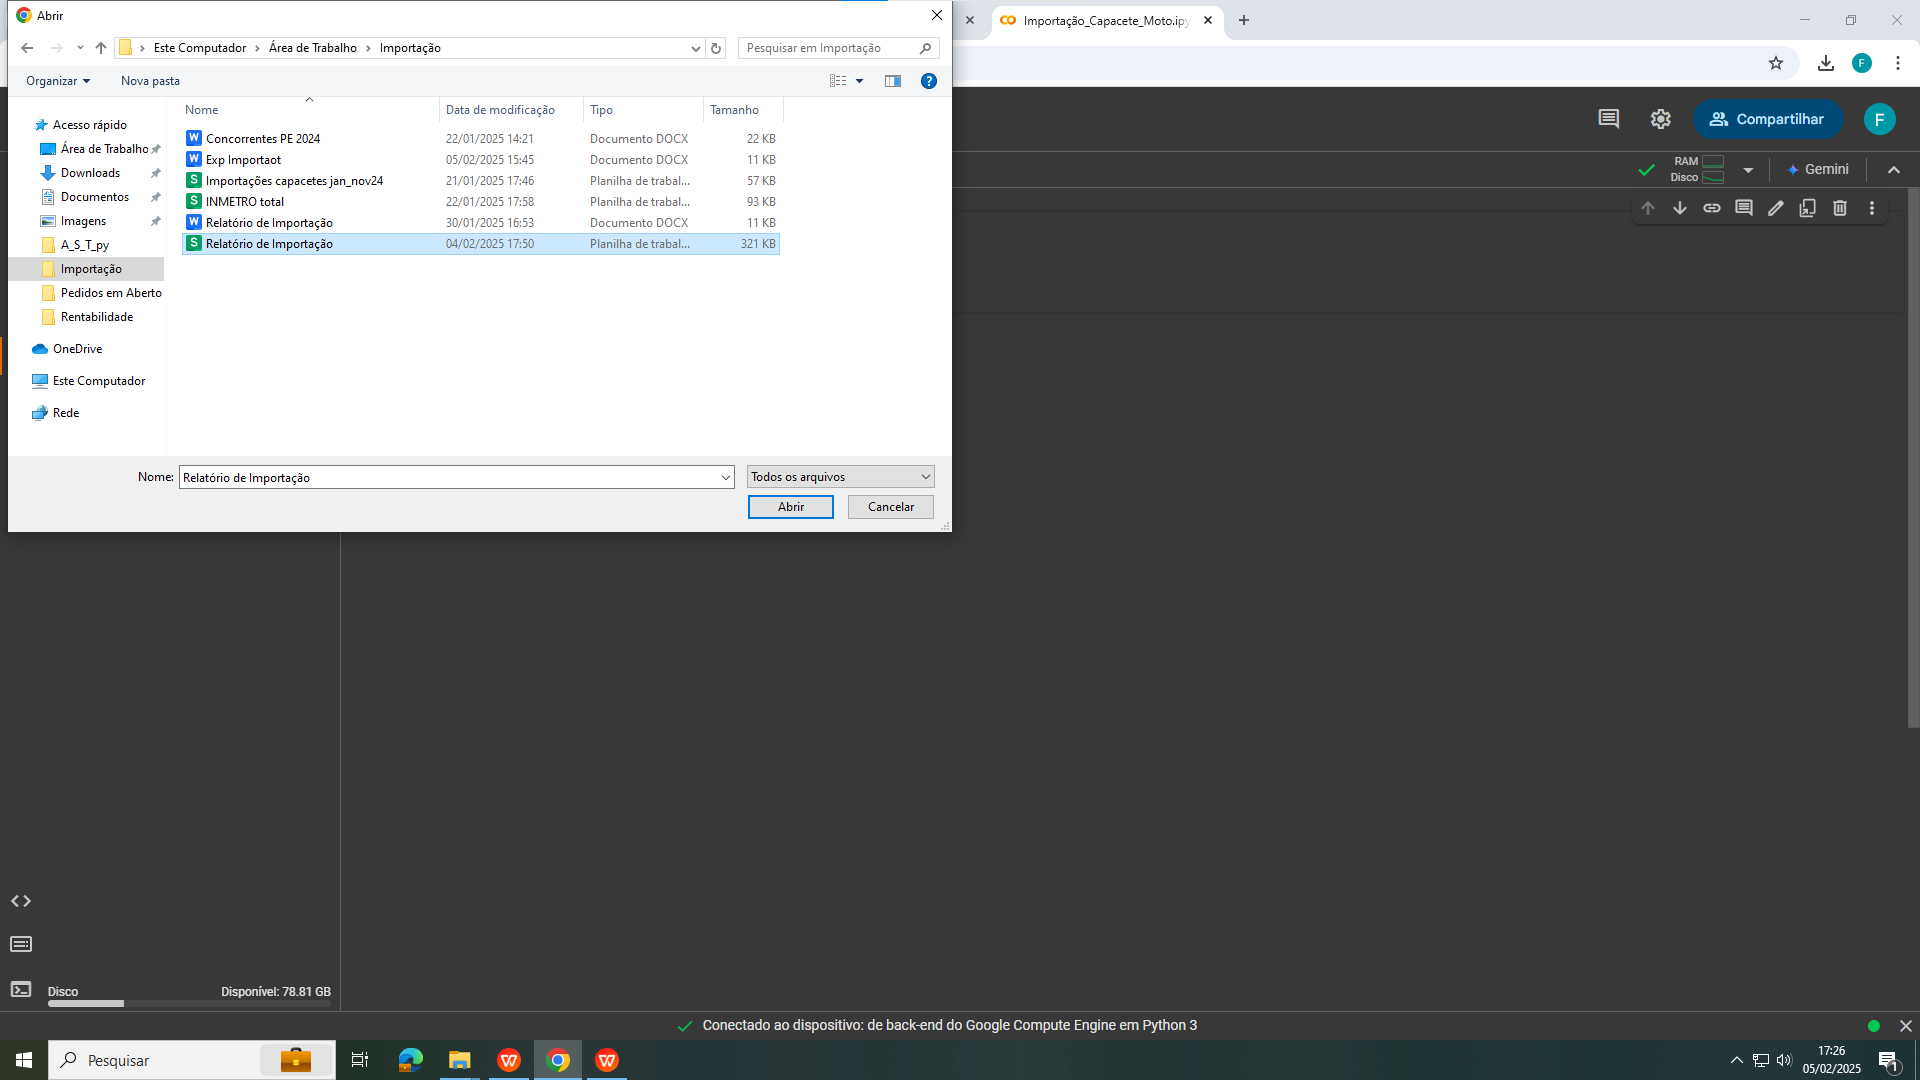 Abrir
Importação_Capacete_Moto.ipy
Este Computador
Área de Trabalho
Importação
Pesquisar em Importação
F
Organizar
Nova pasta
?
Nome
Data de modificação
Tipo
Tamanho
Compartilhar
F
Concorrentes PE 2024 22/01/2025 14:21 Documento DOCX 22 KB
Exp Importaot 05/02/2025 15:45 Documento DOCX 11 KB
Importações capacetes jan_nov24 21/01/2025 17:46 Planilha de trabal... 57 KB
INMETRO total 22/01/2025 17:58 Planilha de trabal... 93 KB
Relatório de Importação 30/01/2025 16:53 Documento DOCX 11 KB
Relatório de Importação 04/02/2025 17:50 Planilha de trabal... 321 KB
Acesso rápido
Área de Trabalho
Downloads
Documentos
Imagens
A_S_T_py
Importação
Pedidos em Aberto
Rentabilidade
OneDrive
Este Computador
Rede
RAM
Disco
Gemini
Nome:
Relatório de Importação
Todos os arquivos
Abrir
Cancelar
Disco
Disponível: 78.81 GB
Conectado ao dispositivo: de back-end do Google Compute Engine em Python 3
Pesquisar
17:26
05/02/2025
1